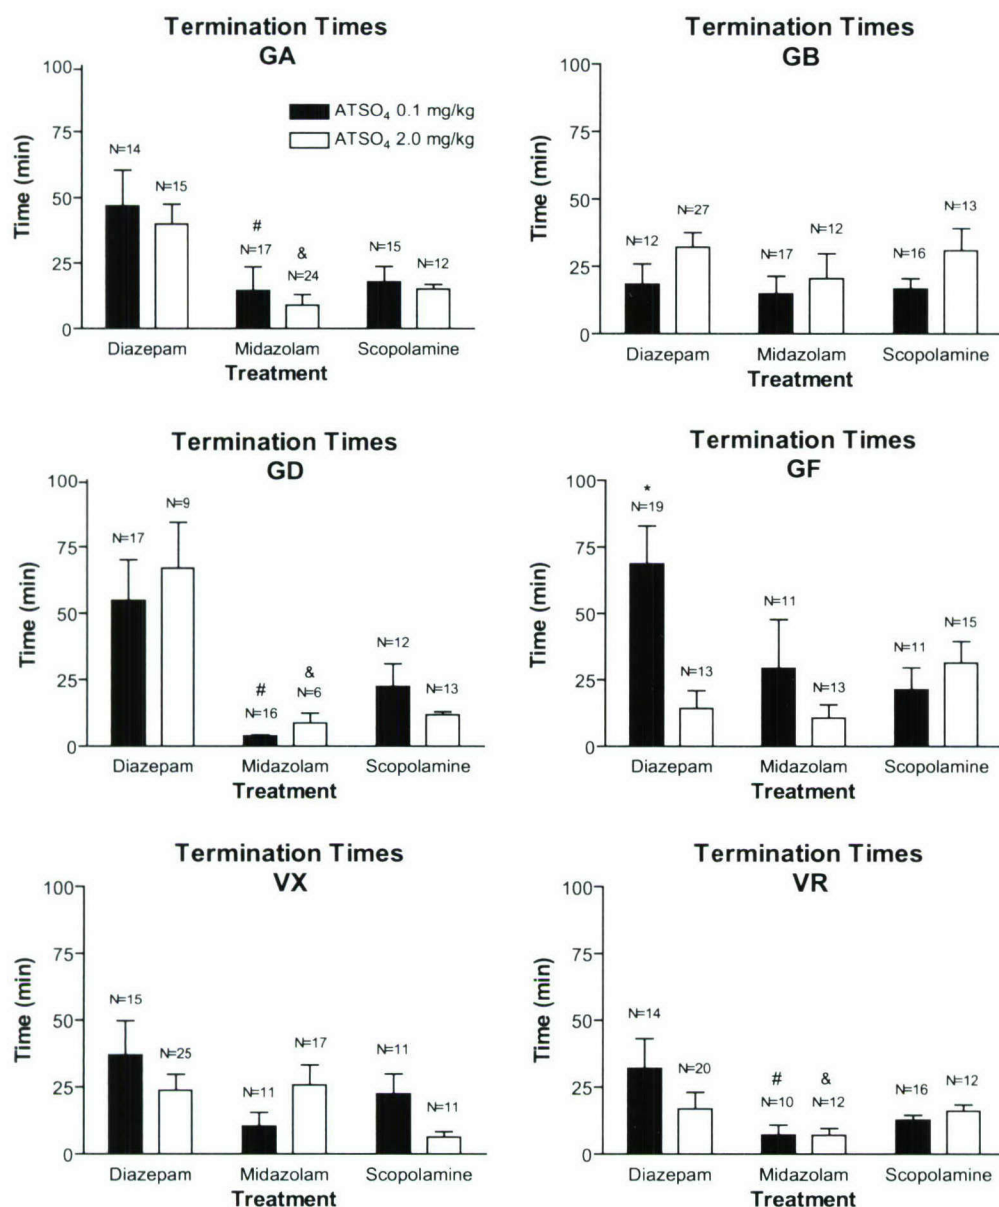 Termination Times
GA
100
75
50
25
0
Time (min)
ATSO₄ 0.1 mg/kg
ATSO₄ 2.0 mg/kg
N=14
N=15
#
N=17
&
N=24
N=15
N=12
Diazepam Midazolam Scopolamine
Treatment
Termination Times
GB
100
75
50
25
0
Time (min)
N=12
N=27
N=17
N=12
N=16
N=13
Diazepam Midazolam Scopolamine
Treatment
Termination Times
GD
100
75
50
25
0
Time (min)
N=17
N=9
#
N=16
&
N=6
N=12
N=13
Diazepam Midazolam Scopolamine
Treatment
Termination Times
GF
100
75
50
25
0
Time (min)
*
N=19
N=13
N=11
N=13
N=11
N=15
Diazepam Midazolam Scopolamine
Treatment
Termination Times
VX
100
75
50
25
0
Time (min)
N=15
N=25
N=11
N=17
N=11
N=11
Diazepam Midazolam Scopolamine
Treatment
Termination Times
VR
100
75
50
25
0
Time (min)
N=14
N=20
#
N=10
&
N=12
N=16
N=12
Diazepam Midazolam Scopolamine
Treatment